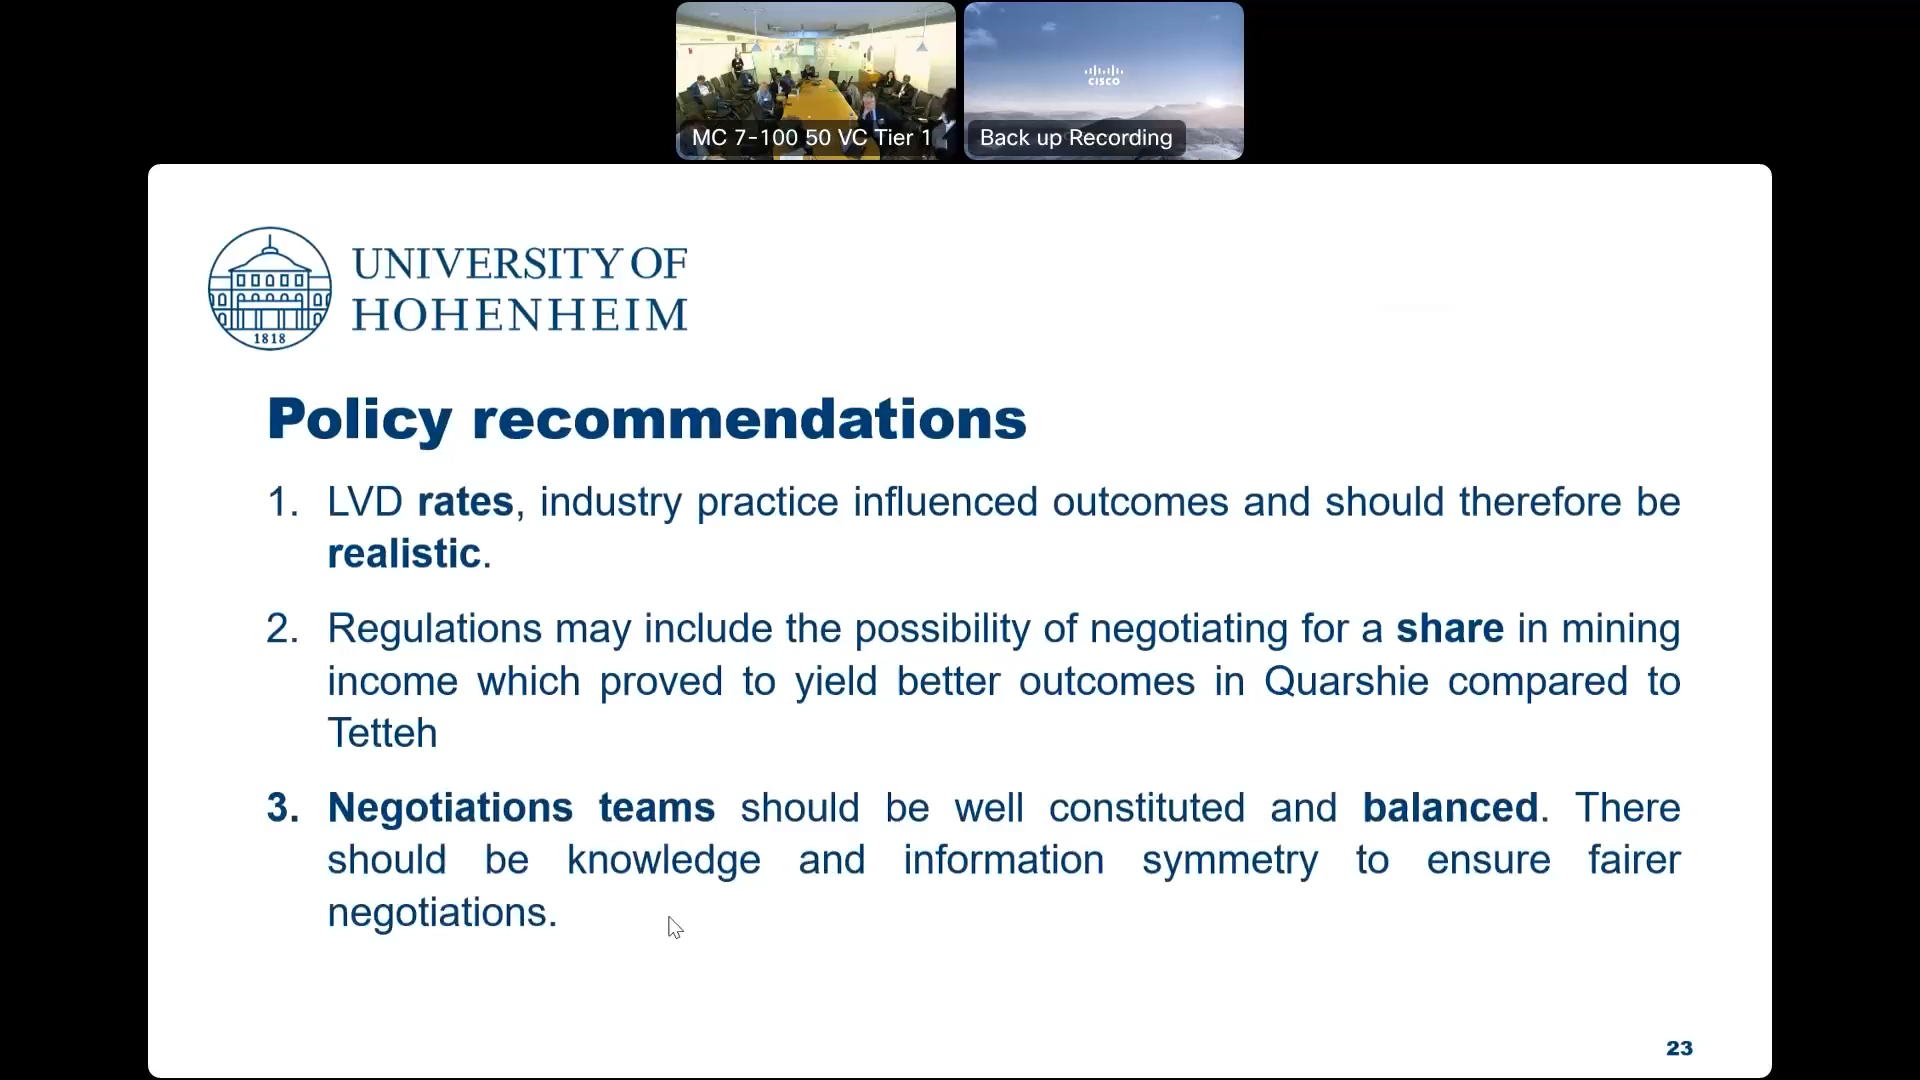 CISCO
MC 7-100 50 VC Tier 1
Back up Recording
1818
UNIVERSITY OF
HOHENHEIM
Policy recommendations
1. LVD rates, industry practice influenced outcomes and should therefore be
realistic.
2. Regulations may include the possibility of negotiating for a share in mining
income which proved to yield better outcomes in Quarshie compared to
Tetteh
3. Negotiations teams should be well constituted and balanced. There
should be knowledge and information symmetry to ensure fairer
negotiations.
23